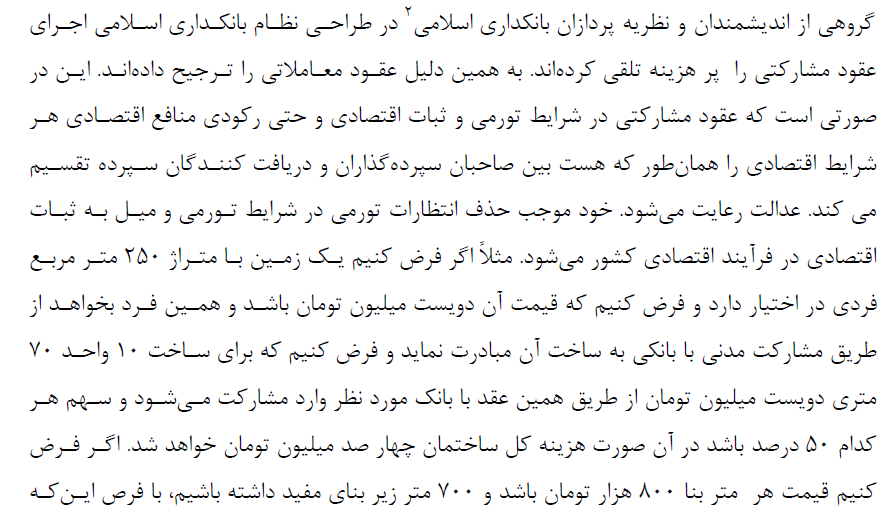 گروهی از اندیشمندان و نظریه پردازان بانکداری اسلامی۲ در طراحی نظام بانکداری اسلامی اجرای
عقود مشارکتی را پر هزینه تلقی کرده‌اند. به همین دلیل عقود معاملاتی را ترجیح داده‌اند. این در
صورتی است که عقود مشارکتی در شرایط تورمی و ثبات اقتصادی و حتی رکودی منافع اقتصادی هر
شرایط اقتصادی را همان‌طور که هست بین صاحبان سپرده‌گذاران و دریافت کنندگان سپرده تقسیم
می کند. عدالت رعایت می‌شود. خود موجب حذف انتظارات تورمی در شرایط تورمی و میل به ثبات
اقتصادی در فرآیند اقتصادی کشور می‌شود. مثلاً اگر فرض کنیم یک زمین با متراژ ۲۵۰ متر مربع
فردی در اختیار دارد و فرض کنیم که قیمت آن دویست میلیون تومان باشد و همین فرد بخواهد از
طریق مشارکت مدنی با بانکی به ساخت آن مبادرت نماید و فرض کنیم که برای ساخت ۱۰ واحد ۷۰
متری دویست میلیون تومان از طریق همین عقد با بانک مورد نظر وارد مشارکت می‌شود و سهم هر
کدام ۵۰ درصد باشد در آن صورت هزینه کل ساختمان چهار صد میلیون تومان خواهد شد. اگر فرض
کنیم قیمت هر متر بنا ۸۰۰ هزار تومان باشد و ۷۰۰ متر زیر بنای مفید داشته باشیم، با فرص این‌که